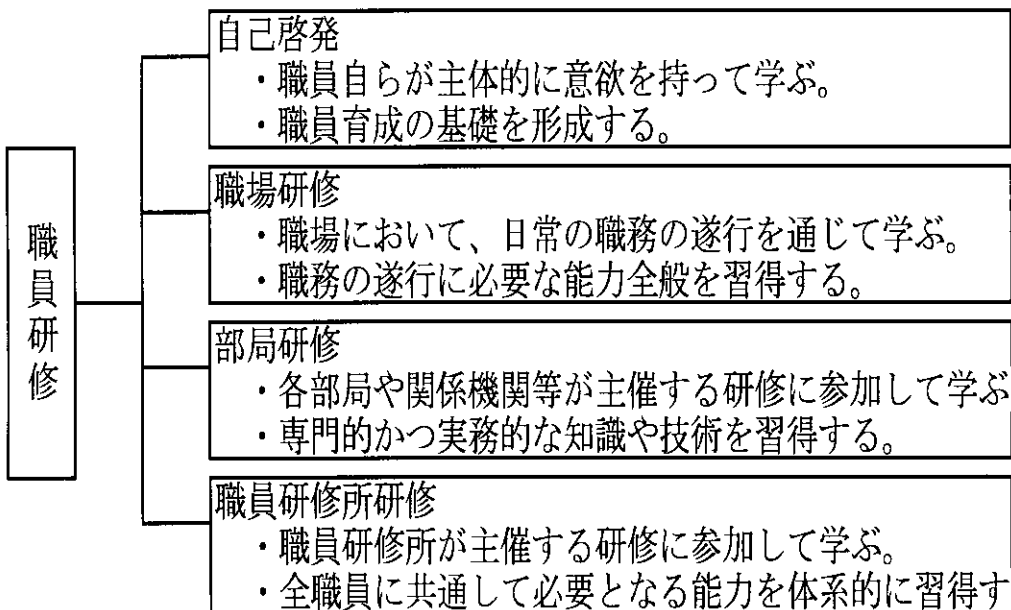 職員研修
自己啓発
・職員自らが主体的に意欲を持って学ぶ。
・職員育成の基礎を形成する。
職場研修
・職場において、日常の職務の遂行を通じて学ぶ。
・職務の遂行に必要な能力全般を習得する。
部局研修
・各部局や関係機関等が主催する研修に参加して学ぶ
・専門的かつ実務的な知識や技術を習得する。
職員研修所研修
・職員研修所が主催する研修に参加して学ぶ。
・全職員に共通して必要となる能力を体系的に習得す